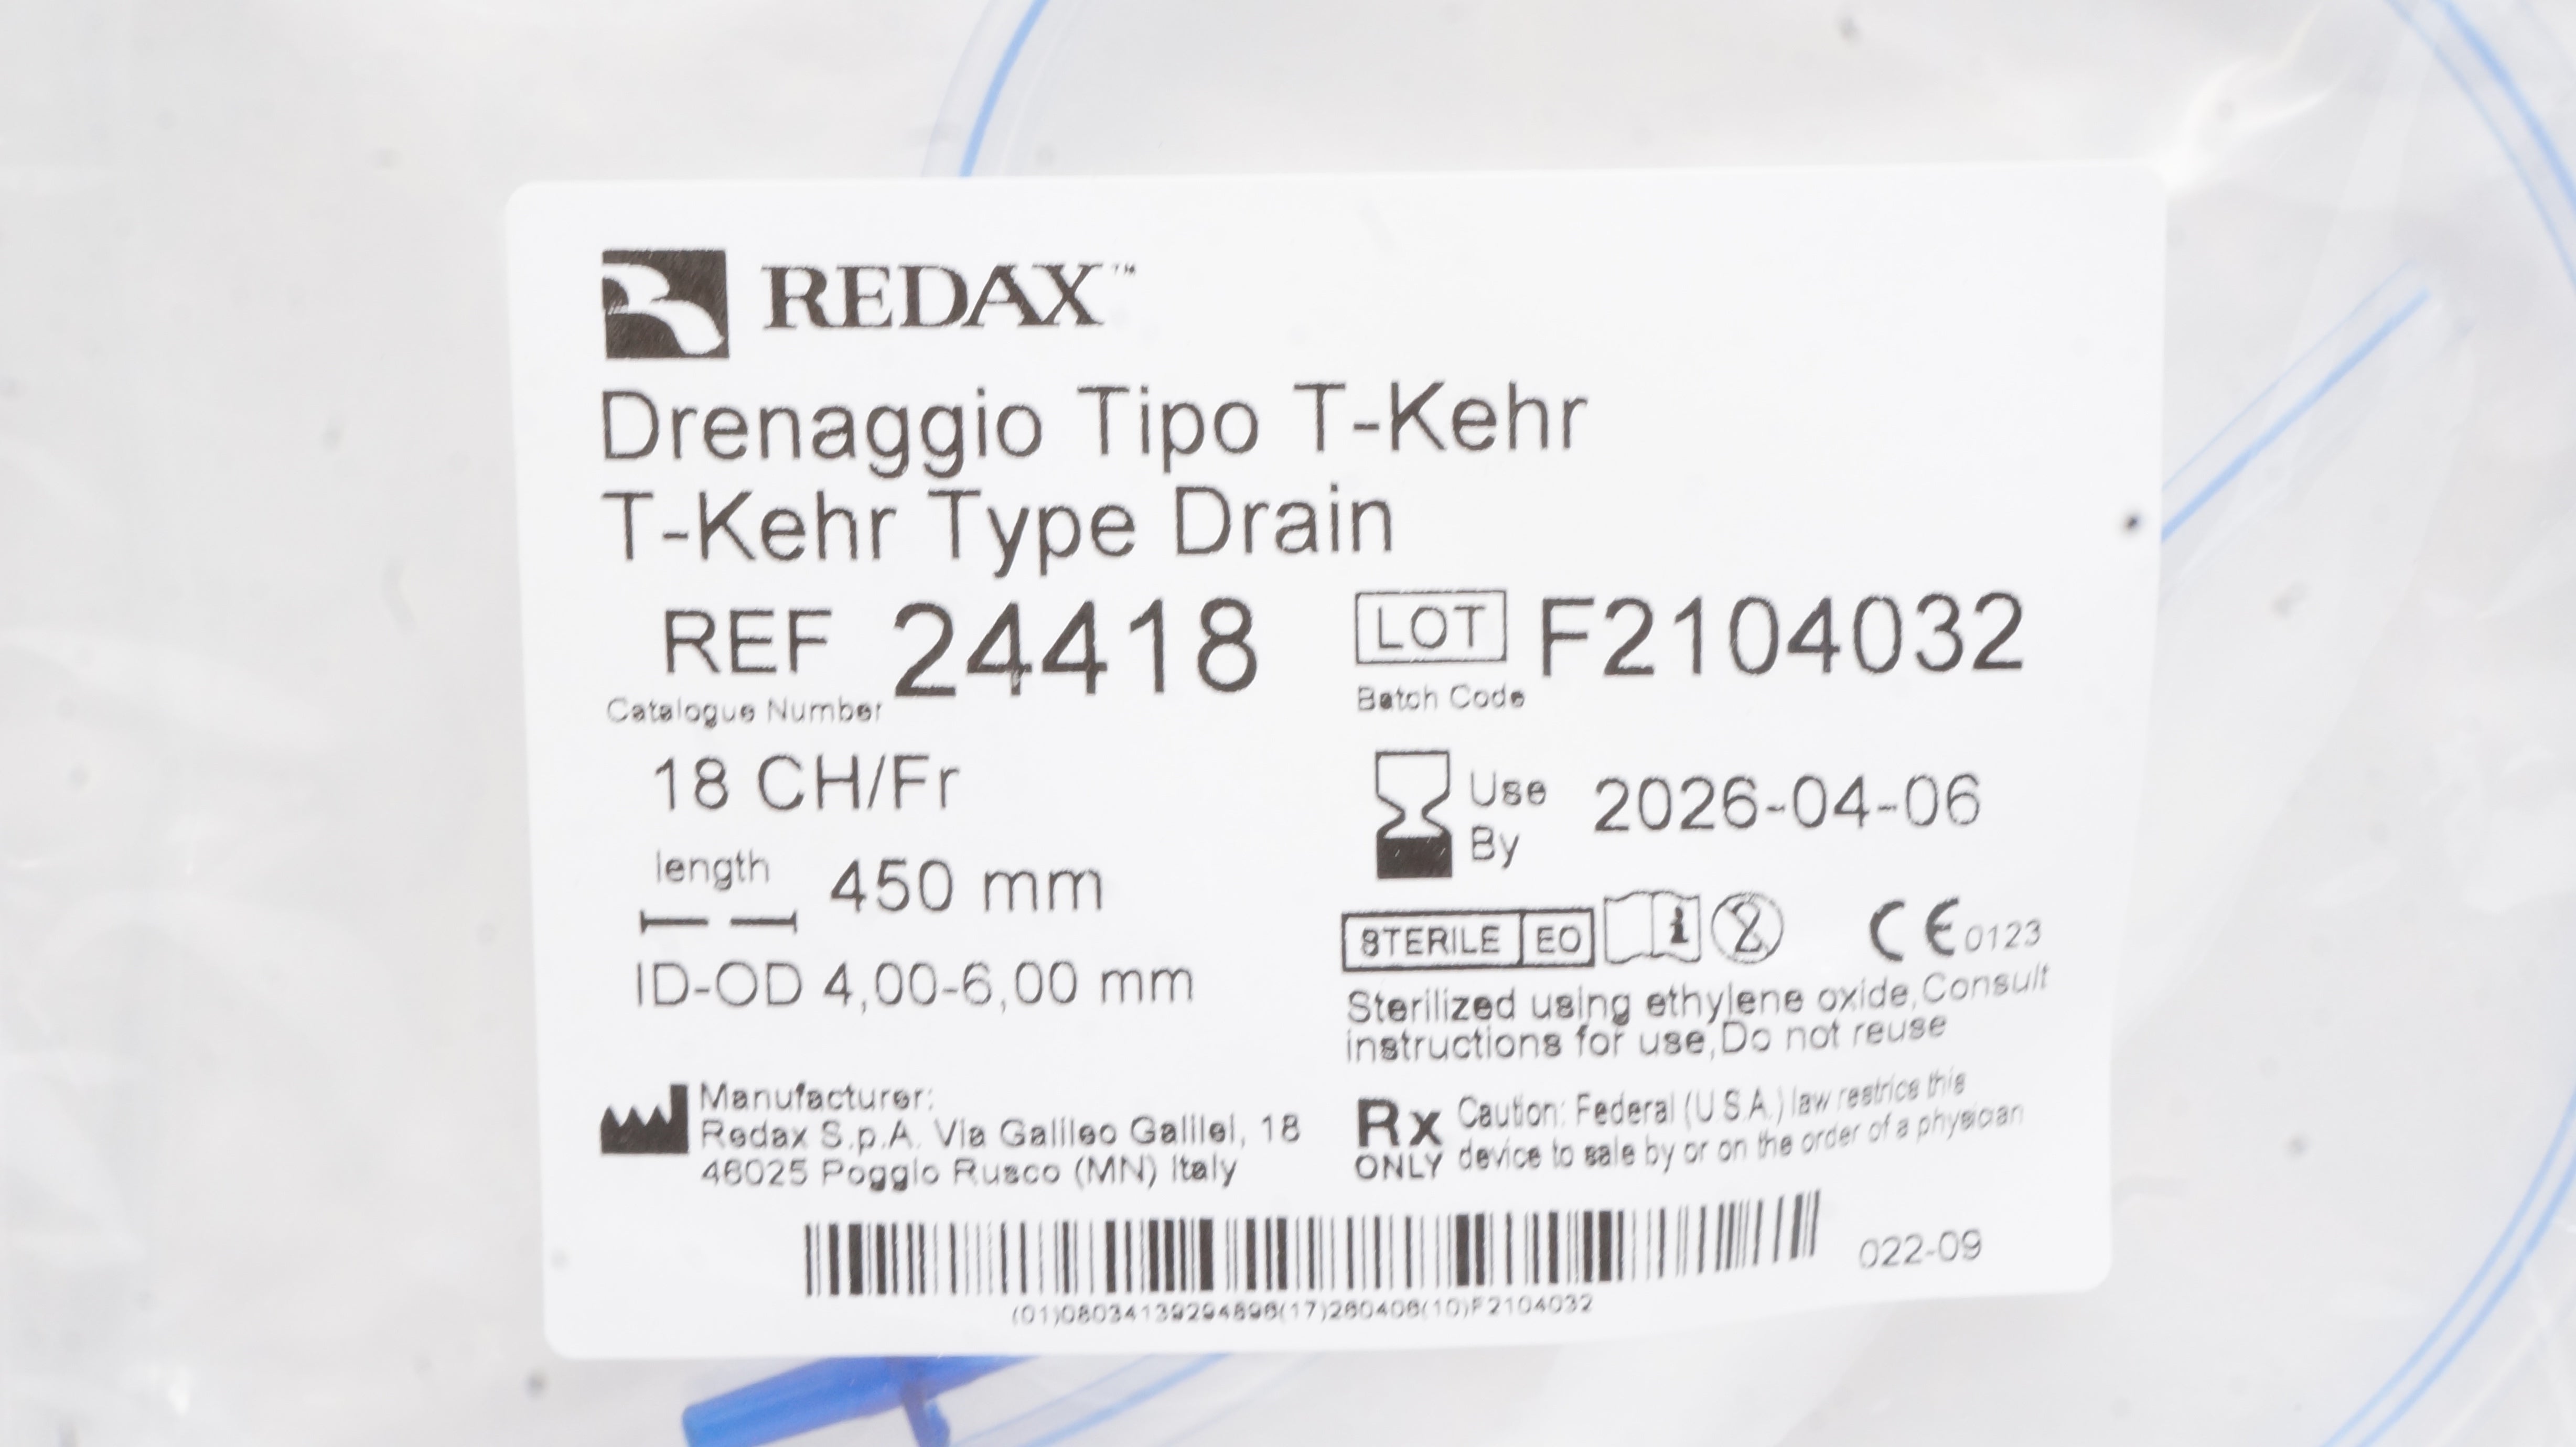 REDAX™
Drenaggio Tipo T-Kehr
T-Kehr Type Drain
REF 24418
Catalogue Number
LOT F2104032
Batch Code
18 CH/Fr
length 450 mm
ID-OD 4,00-6,00 mm
Use By 2026-04-06
STERILE EO
CE 0123
Sterilized using ethylene oxide,Consult
instructions for use,Do not reuse
Manufacturer:
Redax S.p.A. Via Galileo Galilei, 18
46025 Poggio Rusco (MN) Italy
Rx ONLY
Caution: Federal (U.S.A.) law restrics this
device to sale by or on the order of a physician
(01)08034139294896(17)260406(10)F2104032
022-09